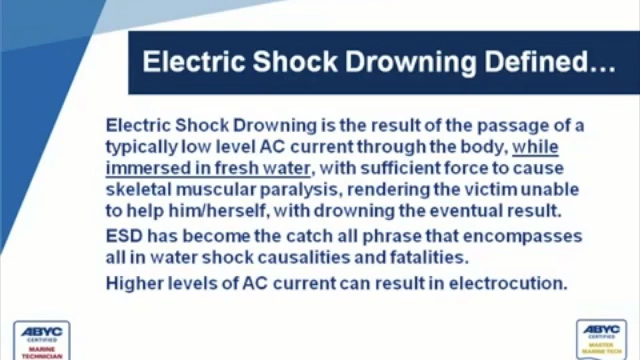 Electric Shock Drowning Defined…
Electric Shock Drowning is the result of the passage of a
typically low level AC current through the body, while
immersed in fresh water, with sufficient force to cause
skeletal muscular paralysis, rendering the victim unable
to help him/herself, with drowning the eventual result.
ESD has become the catch all phrase that encompasses
all in water shock causalities and fatalities.
Higher levels of AC current can result in electrocution.
ABYC
CERTIFIED
MARINE
TECHNICIAN
ABYC
CERTIFIED
MASTER
MARINE TECH